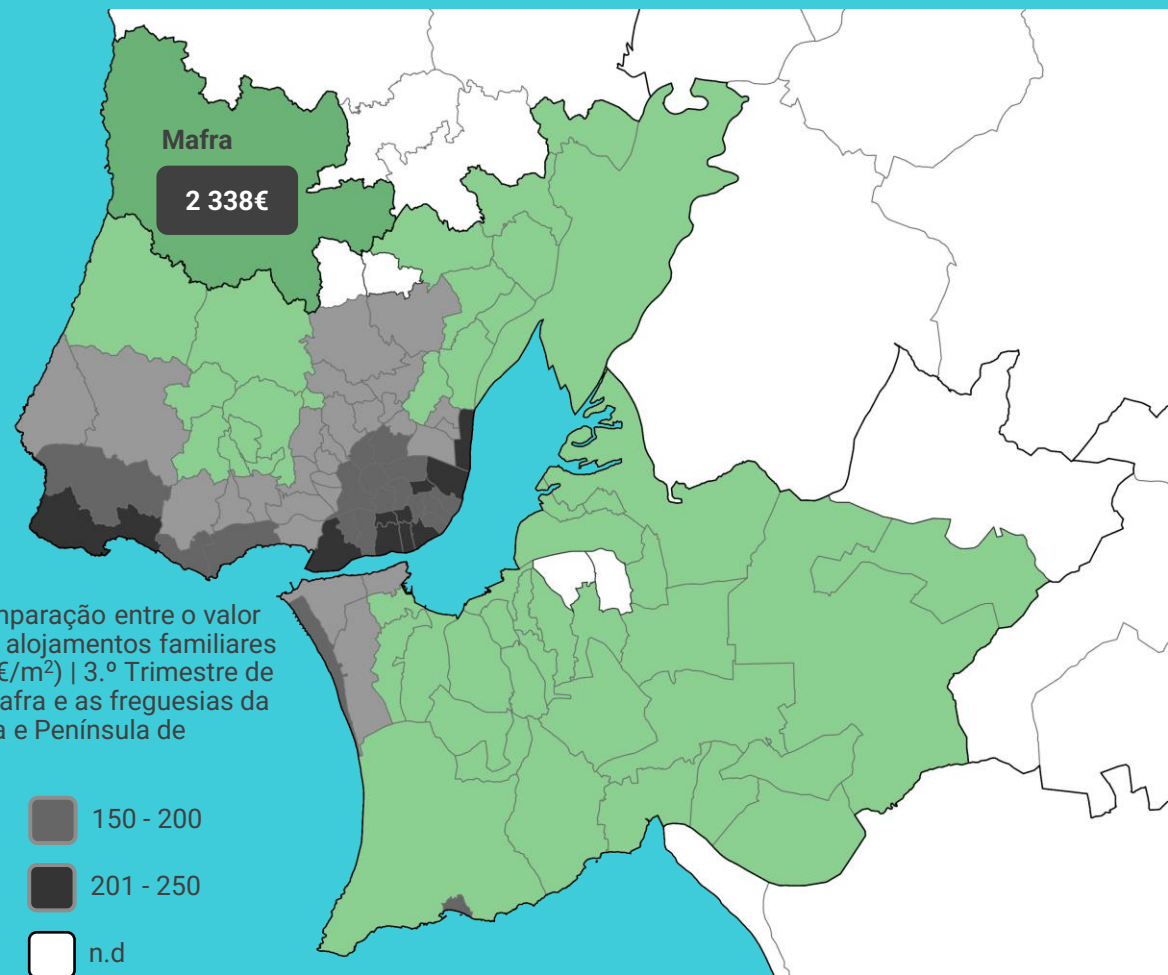 Mafra
2 338€
mparação entre o valor
alojamentos familiares
€/m²) | 3.º Trimestre de
afra e as freguesias da
a e Península de
150 - 200
201 - 250
n.d